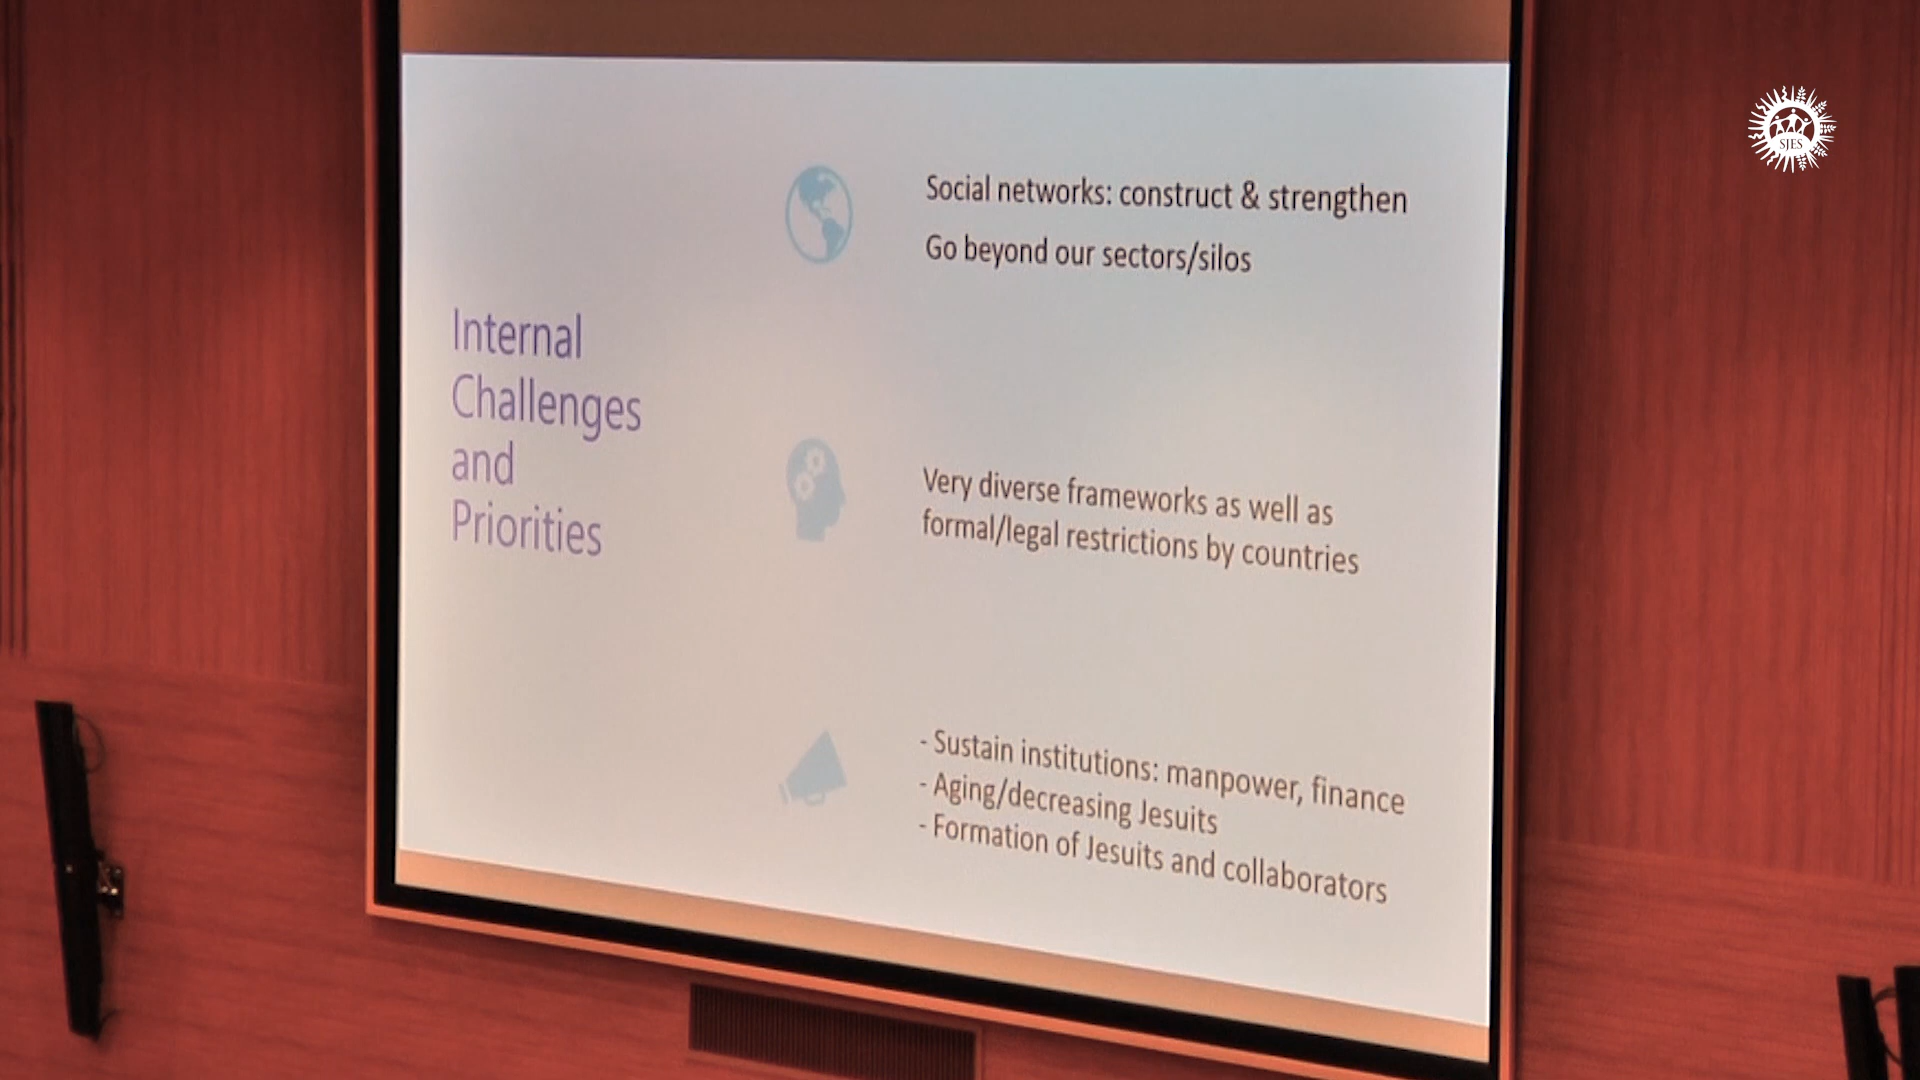 Internal
Challenges
and
Priorities
Social networks: construct & strengthen
Go beyond our sectors/silos
Very diverse frameworks as well as
formal/legal restrictions by countries
- Sustain institutions: manpower, finance
- Aging/decreasing Jesuits
- Formation of Jesuits and collaborators
SJES